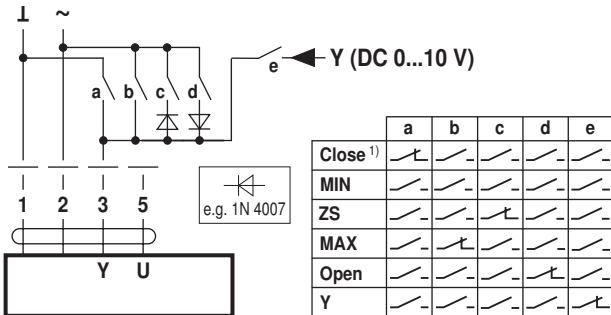 ⊥ ~
Y (DC 0...10 V)
e
a b c d
a b c d e
Close 1)
MIN
ZS
MAX
Open
Y
e.g. 1N 4007
1 2 3 5
Y U